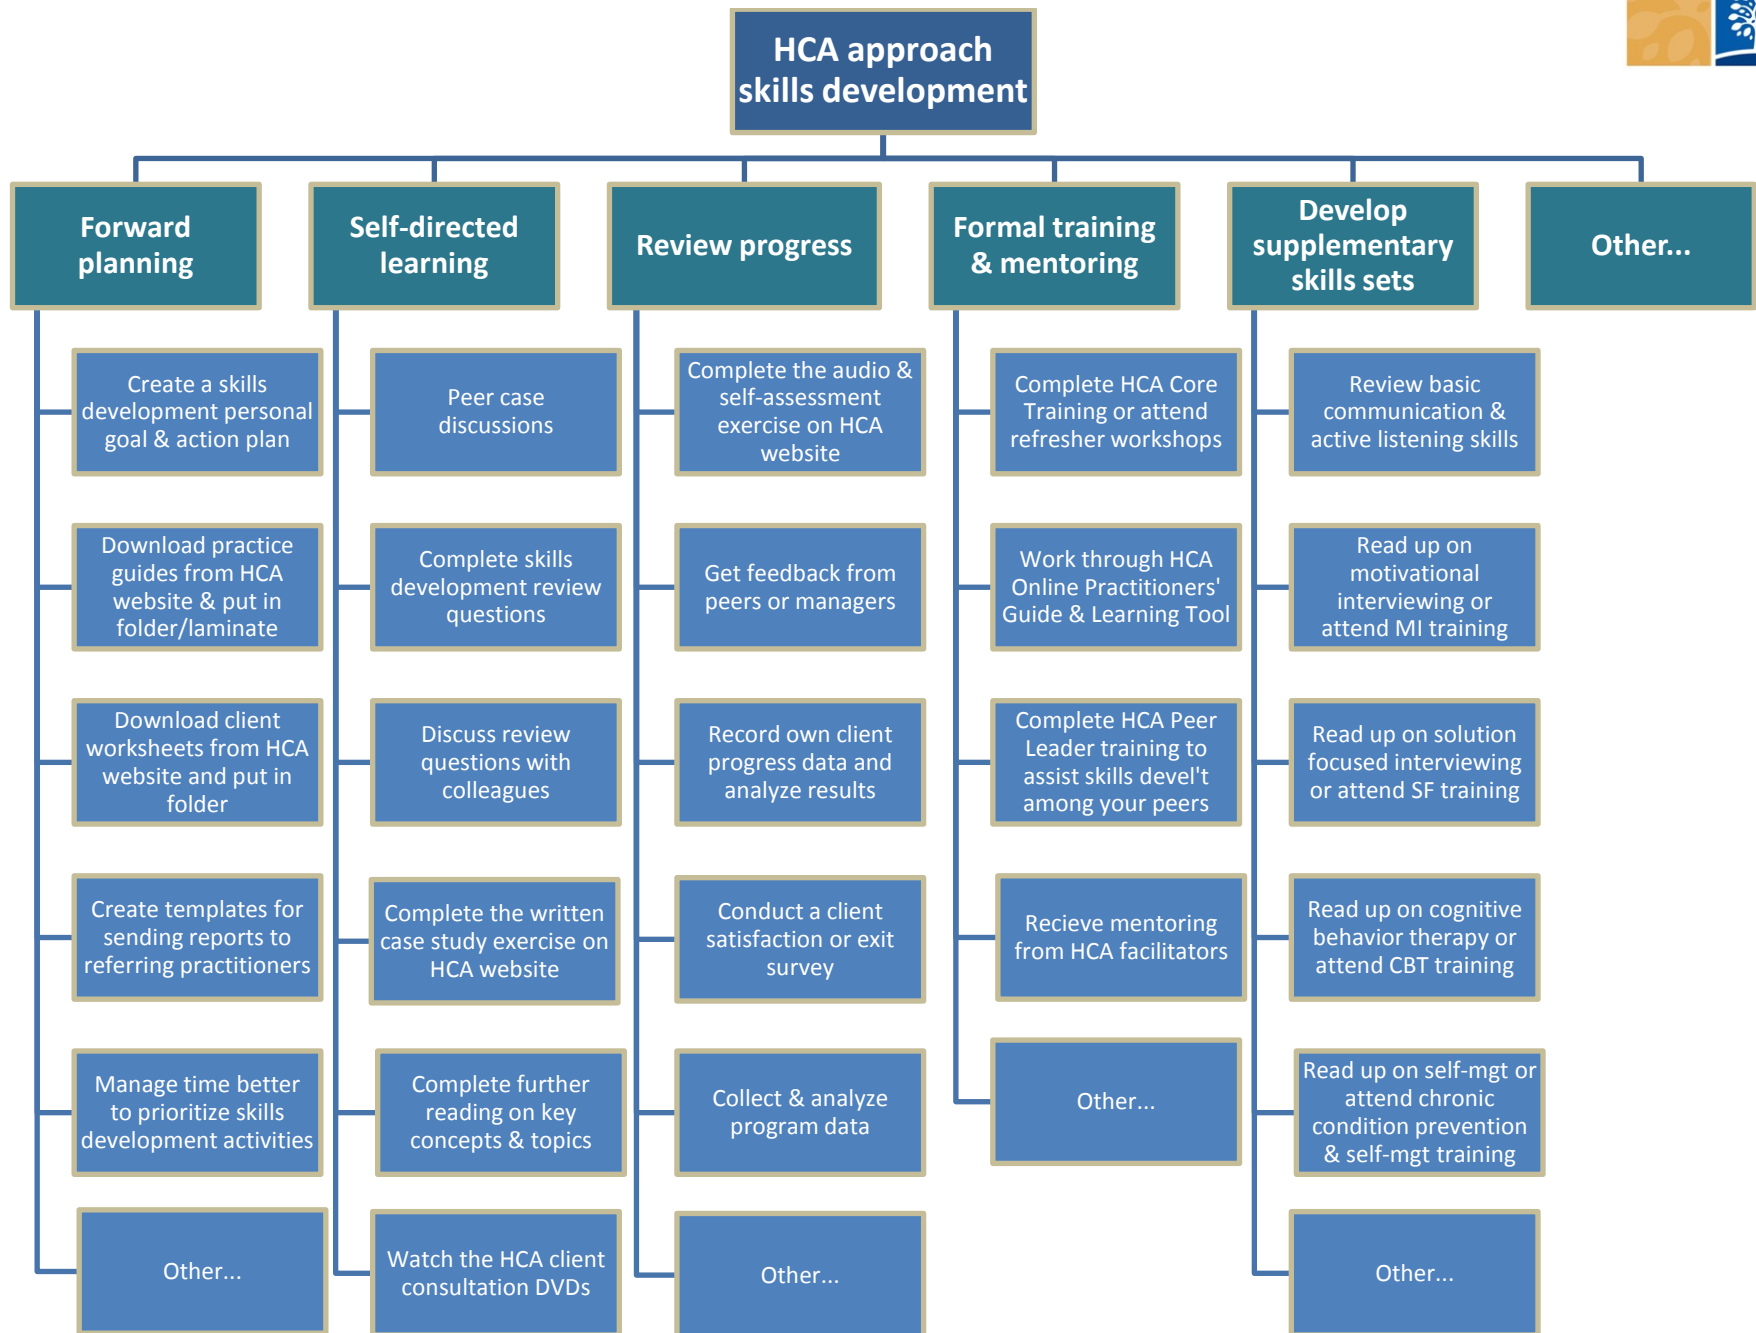 HCA approach
skills development
Forward
planning
Create a skills
development personal
goal & action plan
Download practice
guides from HCA
website & put in
folder/laminate
Download client
worksheets from HCA
website and put in
folder
Create templates for
sending reports to
referring practitioners
Manage time better
to prioritize skills
development activities
Other...
Self-directed
learning
Peer case
discussions
Complete skills
development review
questions
Discuss review
questions with
colleagues
Complete the written
case study exercise on
HCA website
Complete further
reading on key
concepts & topics
Watch the HCA client
consultation DVDs
Review progress
Complete the audio &
self-assessment
exercise on HCA
website
Get feedback from
peers or managers
Record own client
progress data and
analyze results
Conduct a client
satisfaction or exit
survey
Collect & analyze
program data
Other...
Formal training
& mentoring
Complete HCA Core
Training or attend
refresher workshops
Work through HCA
Online Practitioners'
Guide & Learning Tool
Complete HCA Peer
Leader training to
assist skills devel't
among your peers
Recieve mentoring
from HCA facilitators
Other...
Develop
supplementary
skills sets
Review basic
communication &
active listening skills
Read up on
motivational
interviewing or
attend MI training
Read up on solution
focused interviewing
or attend SF training
Read up on cognitive
behavior therapy or
attend CBT training
Read up on self-mgt or
attend chronic
condition prevention
& self-mgt training
Other...
Other...